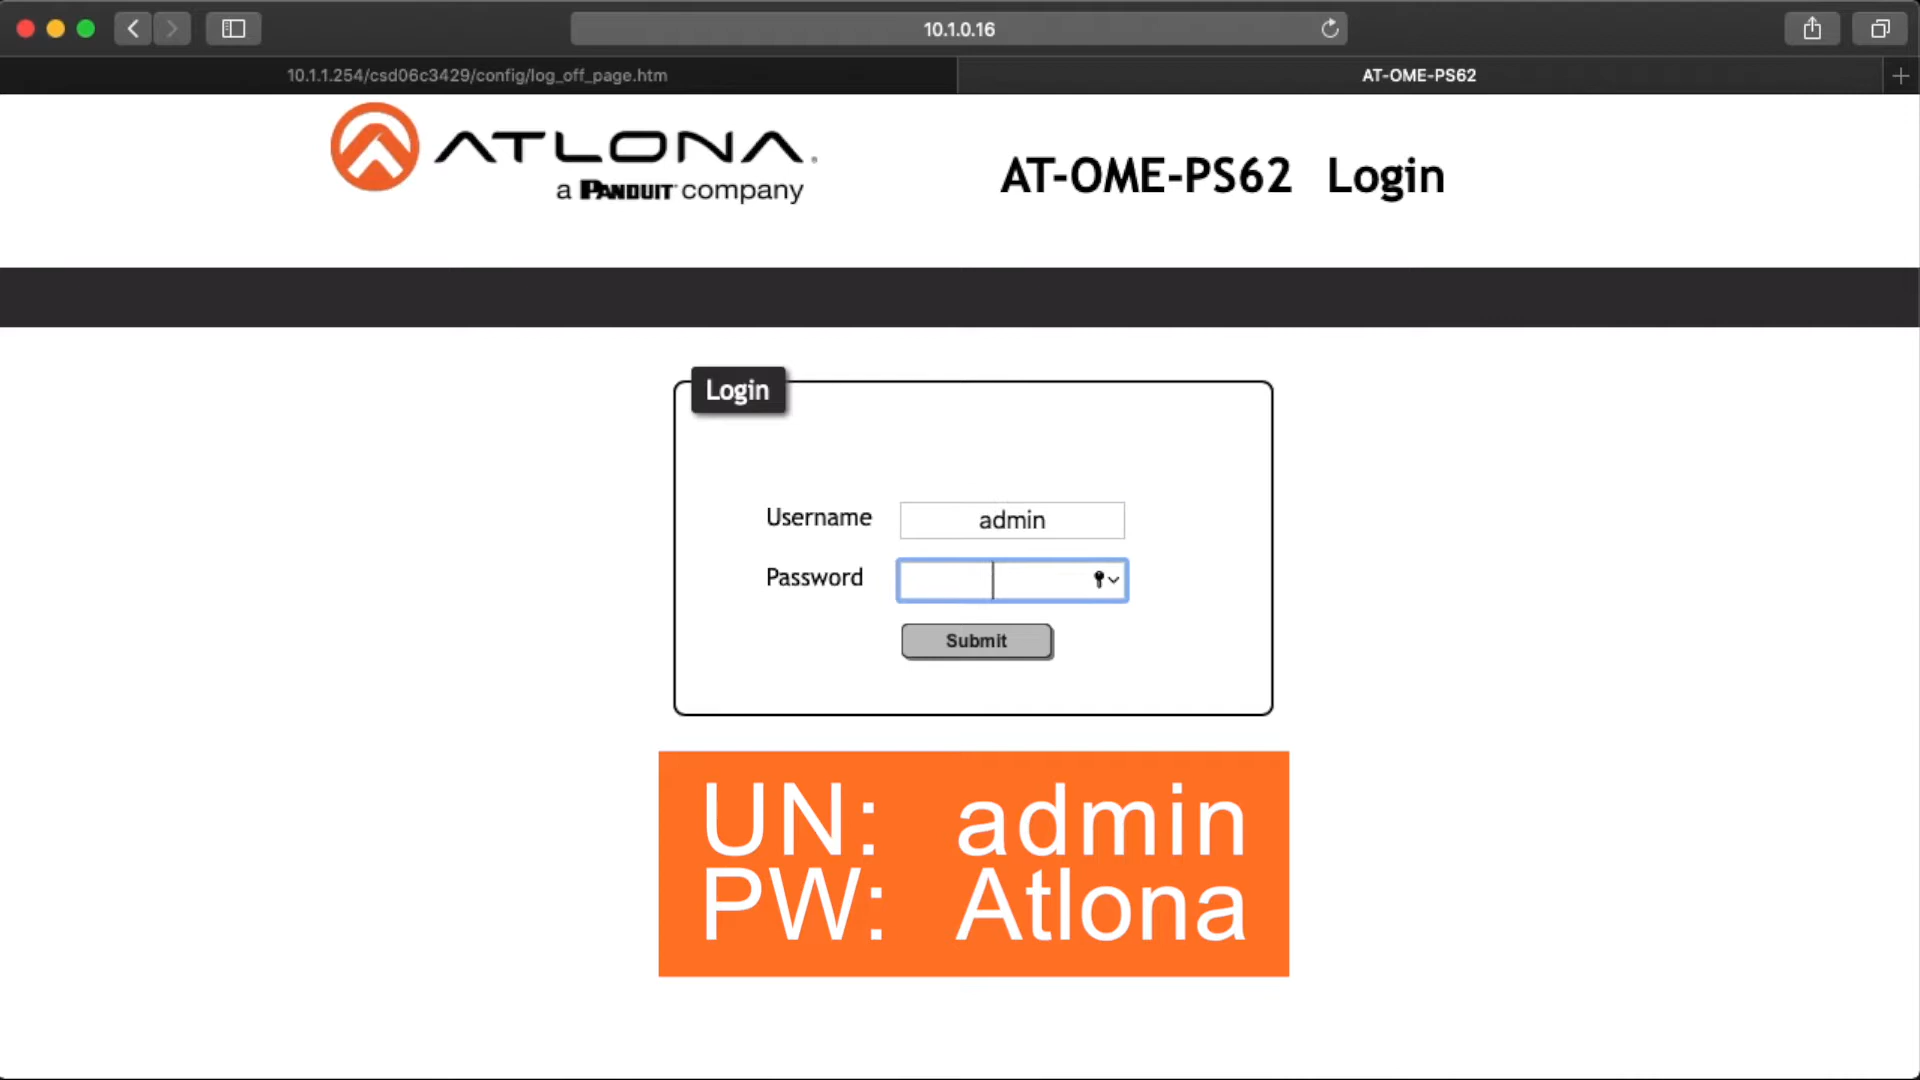 10.1.0.16
10.1.1.254/csd06c3429/config/log_off_page.htm
AT-OME-PS62
ATLONA
a PANDUIT company
AT-OME-PS62 Login
Login
Username admin
Password
Submit
UN: admin
PW: Atlona